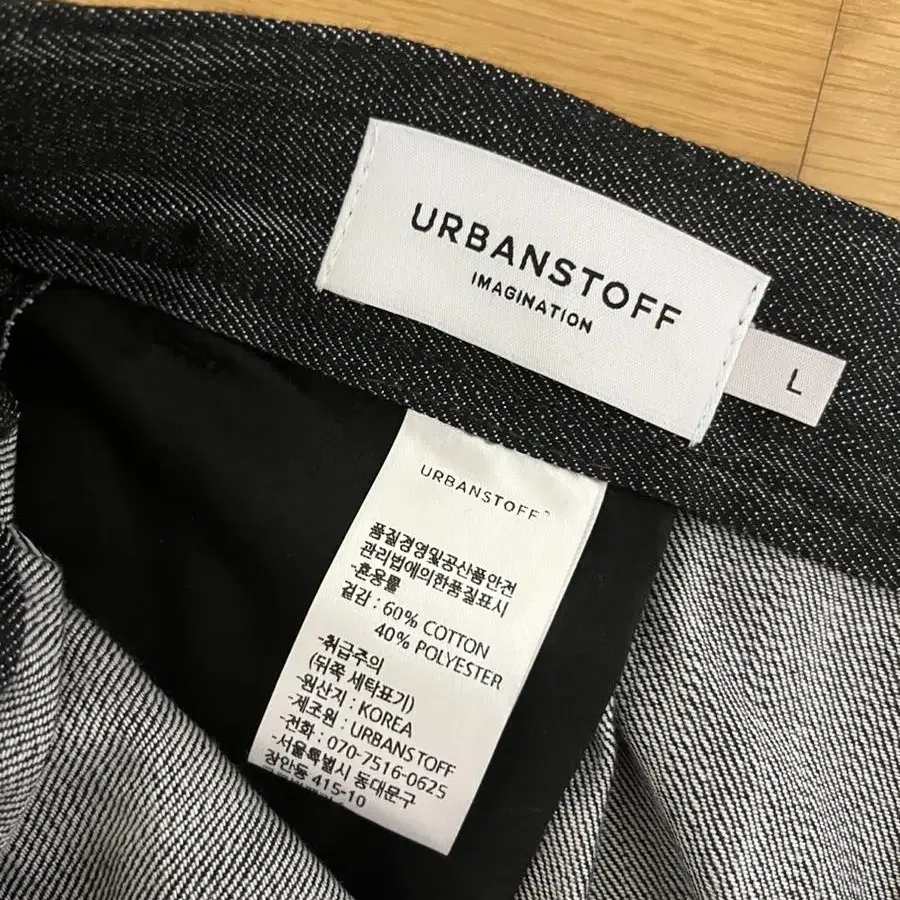 URBANSTOFF
IMAGINATION
L
URBANSTOFF
품질경영및공산품안전
관리법에의한품질표시
-혼용률
겉감 : 60% COTTON
40% POLYESTER
-취급주의
(뒤쪽 세탁표기)
-원산지 : KOREA
-제조원 : URBANSTOFF
-전화 : 070-7516-0625
-서울특별시 동대문구
장안동 415-10